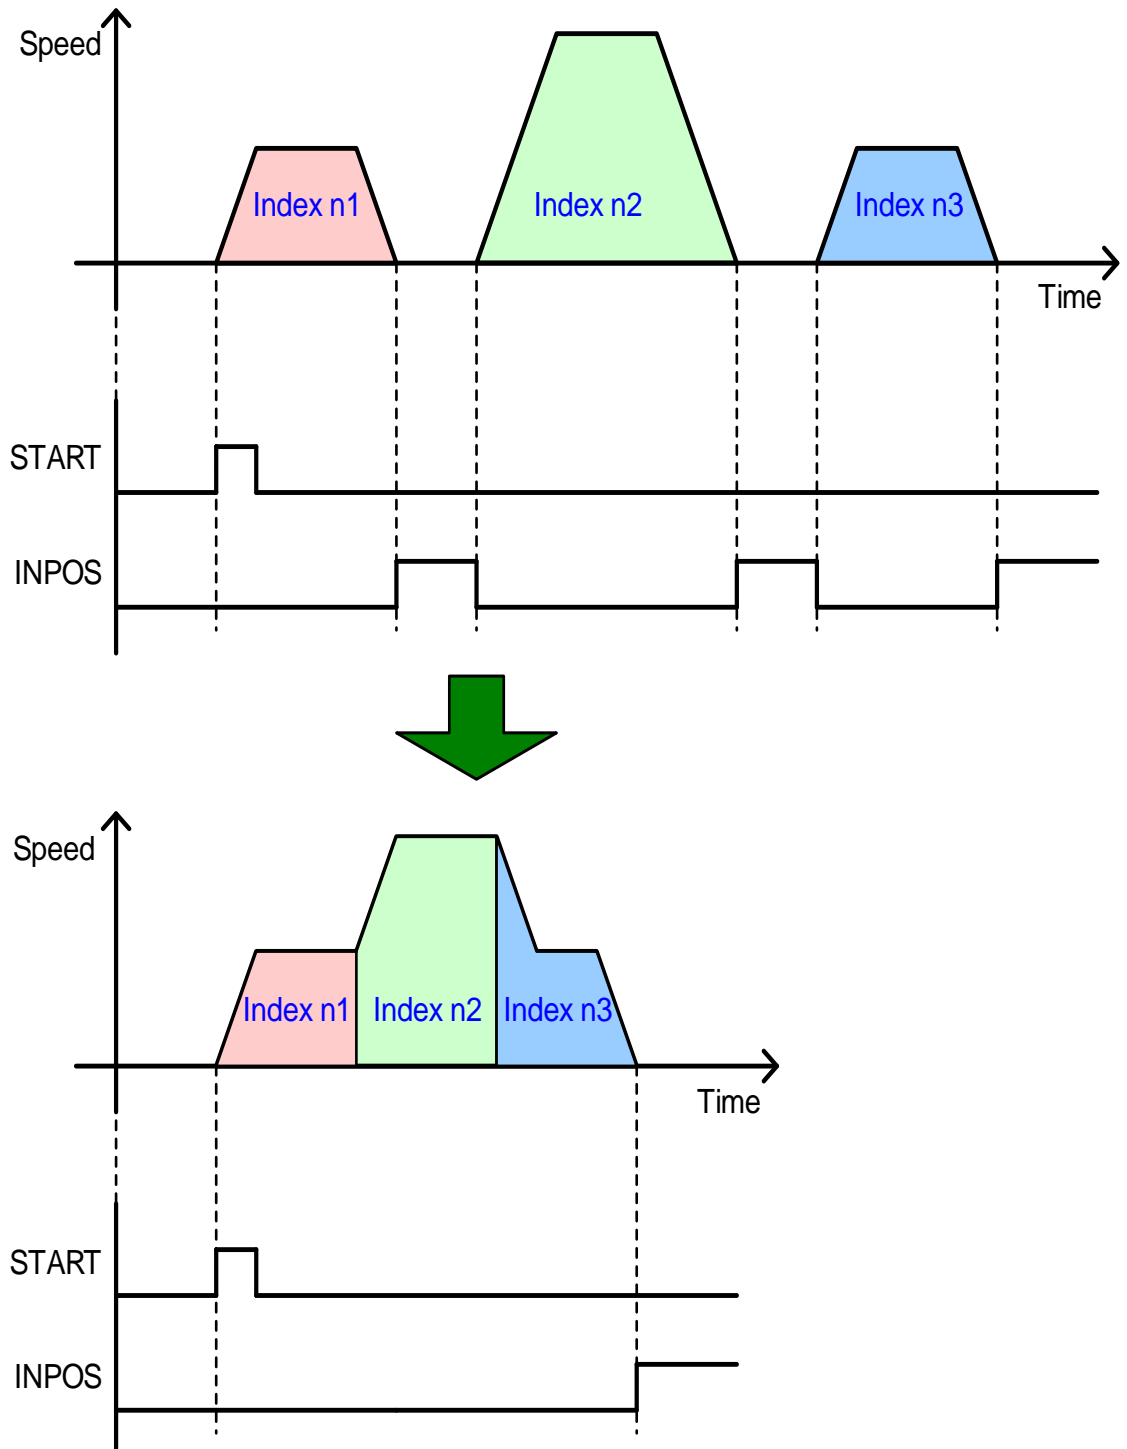 Speed
Index n1
Index n2
Index n3
Time
START
INPOS
Speed
Index n1
Index n2
Index n3
Time
START
INPOS